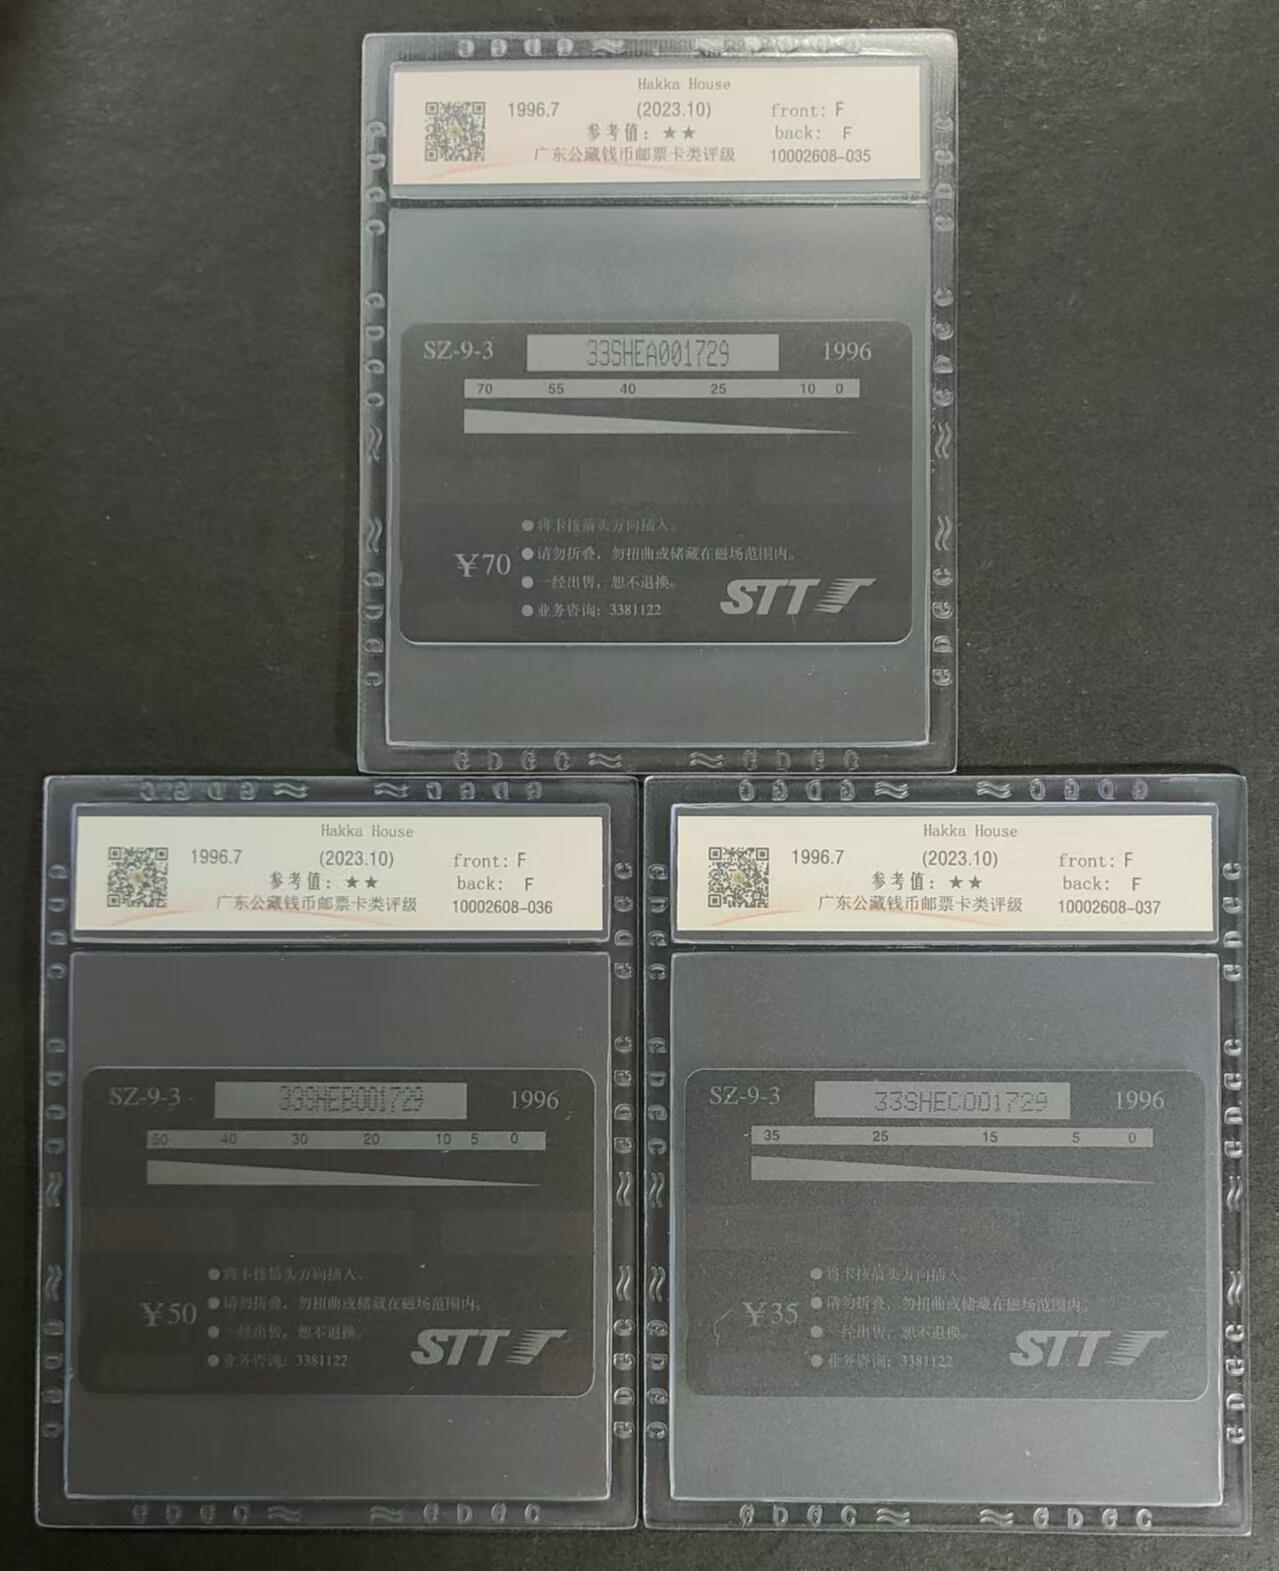 Hakka House
1996.7 (2023.10) front: F
参考值: ★★ back: F
广东公藏钱币邮票卡类评级 10002608-035
SZ-9-3 33SHEA001729 1996
70 55 40 25 10 0
●将卡按箭头方向插入。
●请勿折叠、勿扭曲或储藏在磁场范围内。
¥70
●一经出售，恕不退换。
●业务咨询: 3381122
STT
Hakka House
1996.7 (2023.10) front: F
参考值: ★★ back: F
广东公藏钱币邮票卡类评级 10002608-036
SZ-9-3 33SHEB001729 1996
50 40 30 20 10 5 0
●将卡按箭头方向插入。
●请勿折叠、勿扭曲或储藏在磁场范围内。
¥50
●一经出售，恕不退换。
●业务咨询: 3381122
STT
Hakka House
1996.7 (2023.10) front: F
参考值: ★★ back: F
广东公藏钱币邮票卡类评级 10002608-037
SZ-9-3 33SHEC001729 1996
35 25 15 5 0
●将卡按箭头方向插入。
●请勿折叠、勿扭曲或储藏在磁场范围内。
¥35
●一经出售，恕不退换。
●业务咨询: 3381122
STT